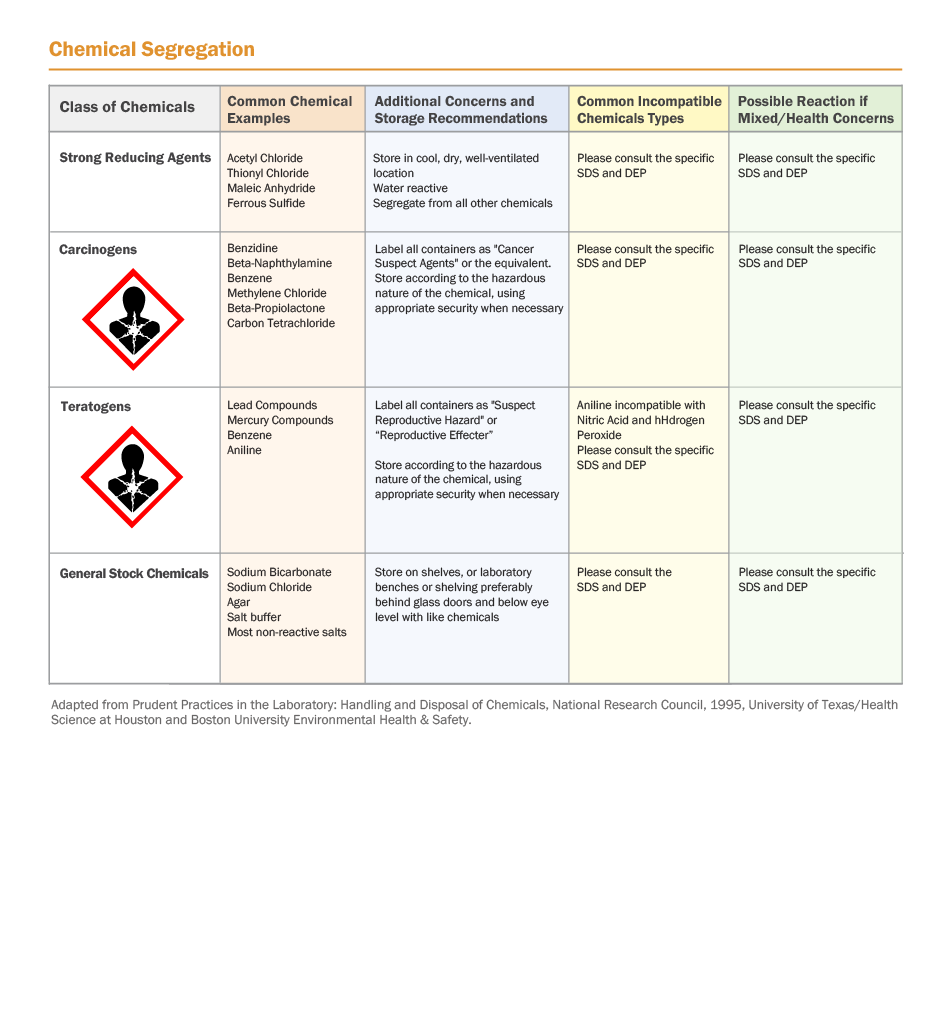 Chemical Segregation
Class of Chemicals
Common Chemical
Examples
Additional Concerns and
Storage Recommendations
Common Incompatible
Chemicals Types
Possible Reaction if
Mixed/Health Concerns
Strong Reducing Agents
Acetyl Chloride
Thionyl Chloride
Maleic Anhydride
Ferrous Sulfide
Store in cool, dry, well-ventilated
location
Water reactive
Segregate from all other chemicals
Please consult the specific
SDS and DEP
Please consult the specific
SDS and DEP
Carcinogens
Benzidine
Beta-Naphthylamine
Benzene
Methylene Chloride
Beta-Propiolactone
Carbon Tetrachloride
Label all containers as "Cancer
Suspect Agents" or the equivalent.
Store according to the hazardous
nature of the chemical, using
appropriate security when necessary
Please consult the specific
SDS and DEP
Please consult the specific
SDS and DEP
Teratogens
Lead Compounds
Mercury Compounds
Benzene
Aniline
Label all containers as "Suspect
Reproductive Hazard" or
“Reproductive Effecter”
Store according to the hazardous
nature of the chemical, using
appropriate security when necessary
Aniline incompatible with
Nitric Acid and hHdrogen
Peroxide
Please consult the specific
SDS and DEP
Please consult the specific
SDS and DEP
General Stock Chemicals
Sodium Bicarbonate
Sodium Chloride
Agar
Salt buffer
Most non-reactive salts
Store on shelves, or laboratory
benches or shelving preferably
behind glass doors and below eye
level with like chemicals
Please consult the
SDS and DEP
Please consult the specific
SDS and DEP
Adapted from Prudent Practices in the Laboratory: Handling and Disposal of Chemicals, National Research Council, 1995, University of Texas/Health
Science at Houston and Boston University Environmental Health & Safety.